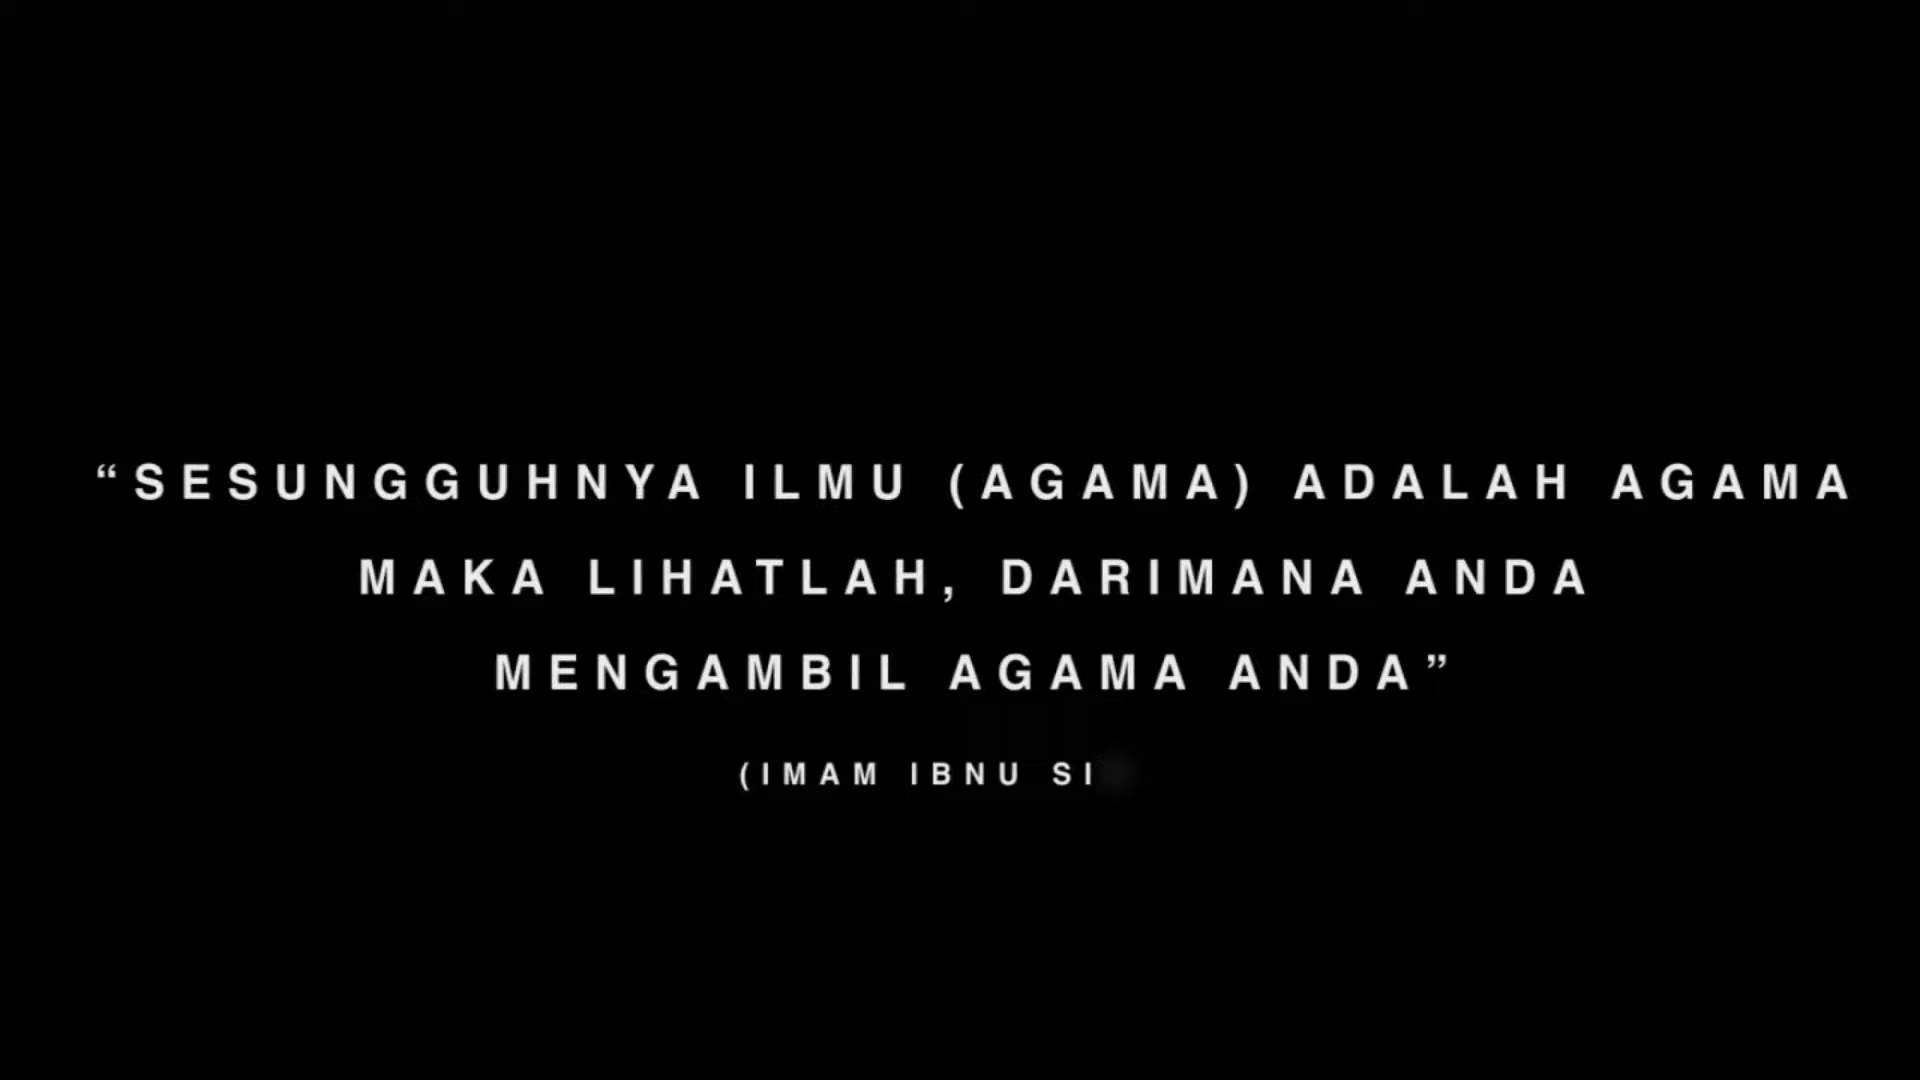 “SESUNGGUHNYA ILMU (AGAMA) ADALAH AGAMA
MAKA LIHATLAH, DARIMANA ANDA
MENGAMBIL AGAMA ANDA”
(IMAM IBNU SI